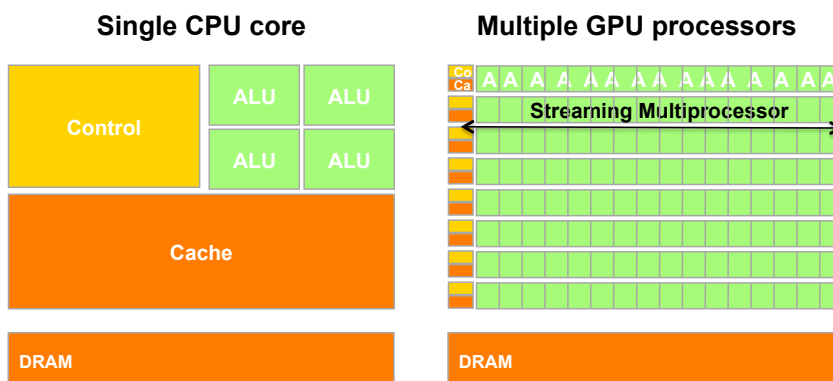 Single CPU core
Multiple GPU processors
Control
ALU ALU
ALU ALU
Cache
DRAM
Co
Ca
A A A A A A A A A A A A A A A
Streaming Multiprocessor
DRAM